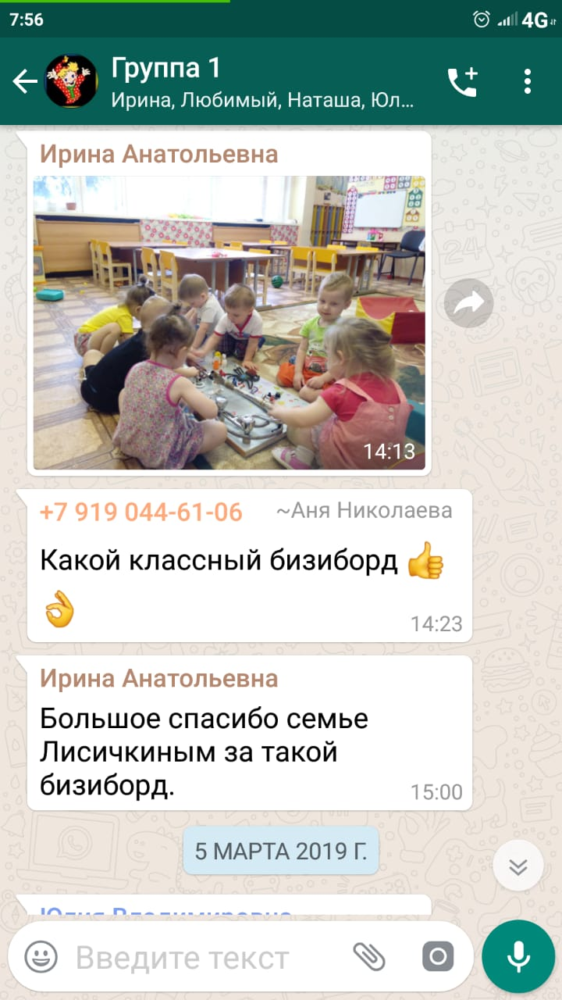 7:56
4G
Группа 1
Ирина, Любимый, Наташа, Юл...
Ирина Анатольевна
14:13
+7 919 044-61-06 ~Аня Николаева
Какой классный бизиборд 👍
👌
14:23
Ирина Анатольевна
Большое спасибо семье
Лисичкиным за такой
бизиборд.
15:00
5 МАРТА 2019 Г.
Юлия Владимировна
Введите текст